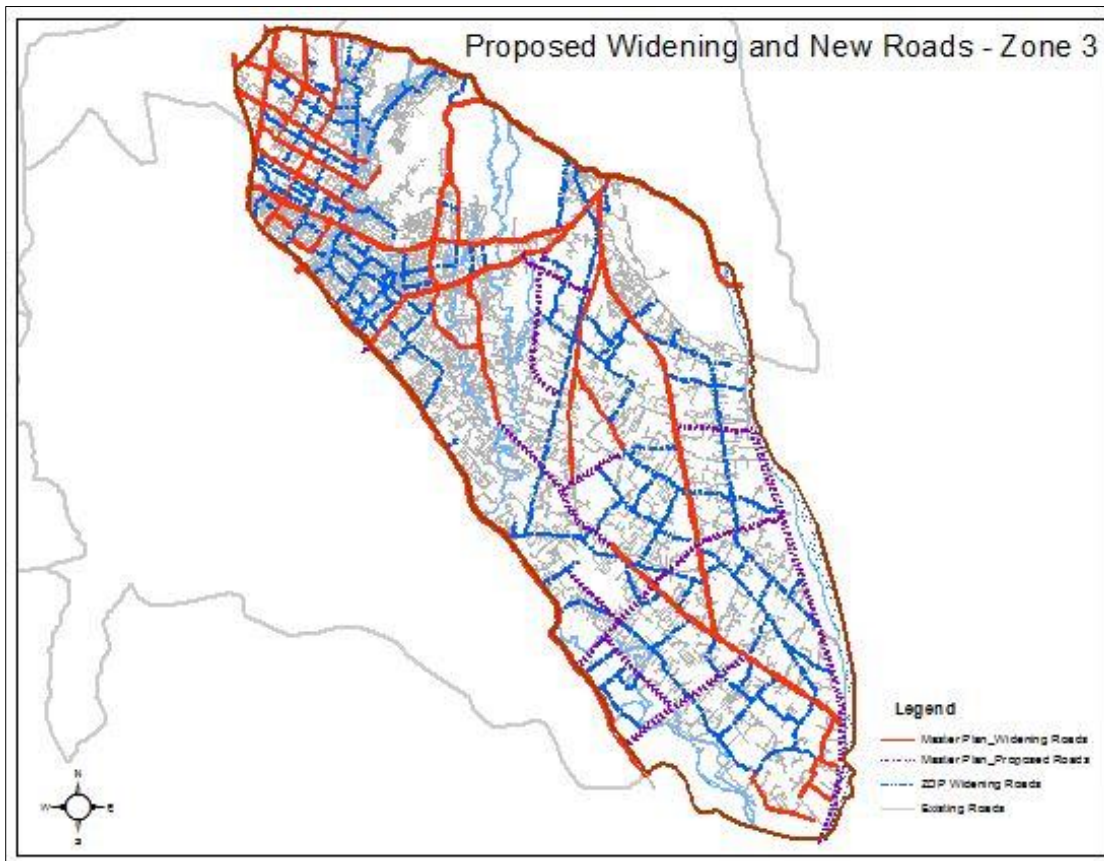 Proposed Widening and New Roads - Zone 3
Legend
Master Plan_Widening Roads
Master Plan_Proposed Roads
ZDP Widening Roads
Existing Roads
N
W E
S